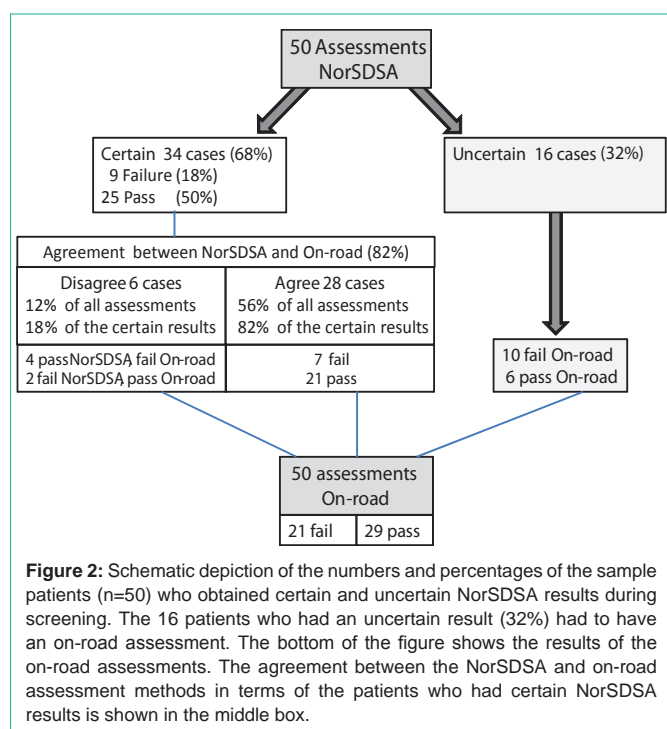 50 Assessments
NorSDSA
Certain 34 cases (68%)
9 Failure (18%)
25 Pass (50%)
Uncertain 16 cases (32%)
Agreement between NorSDSA and On-road (82%)
Disagree 6 cases
12% of all assessments
18% of the certain results
Agree 28 cases
56% of all assessments
82% of the certain results
4 pass NorSDSA, fail On-road
2 fail NorSDSA, pass On-road
7 fail
21 pass
10 fail On-road
6 pass On-road
50 assessments
On-road
21 fail
29 pass
Figure 2: Schematic depiction of the numbers and percentages of the sample
patients (n=50) who obtained certain and uncertain NorSDSA results during
screening. The 16 patients who had an uncertain result (32%) had to have
an on-road assessment. The bottom of the figure shows the results of
the on-road assessments. The agreement between the NorSDSA and on-road
assessment methods in terms of the patients who had certain NorSDSA
results is shown in the middle box.